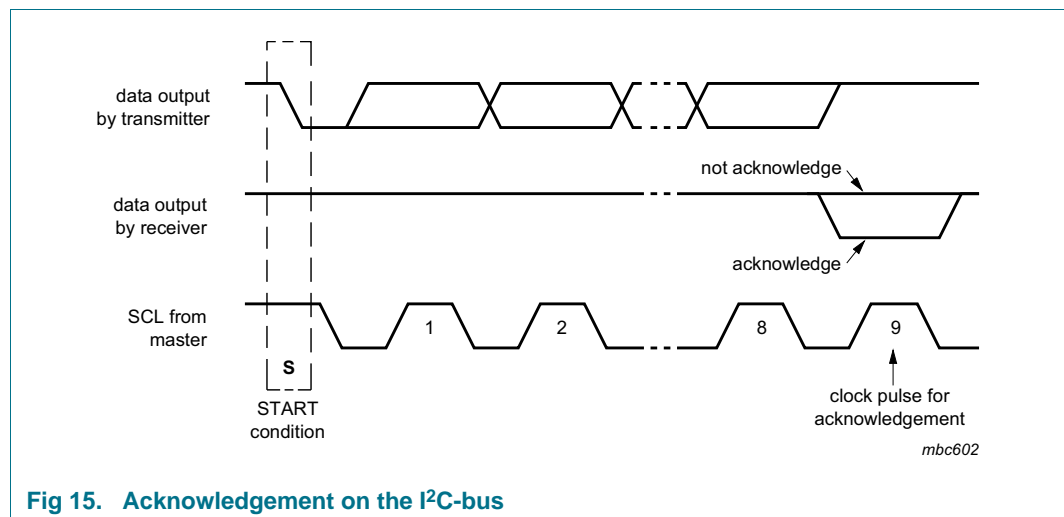 data output
by transmitter
not acknowledge
data output
by receiver
acknowledge
SCL from
master
1
2
8
9
S
START
condition
clock pulse for
acknowledgement
mbc602
Fig 15. Acknowledgement on the I²C-bus